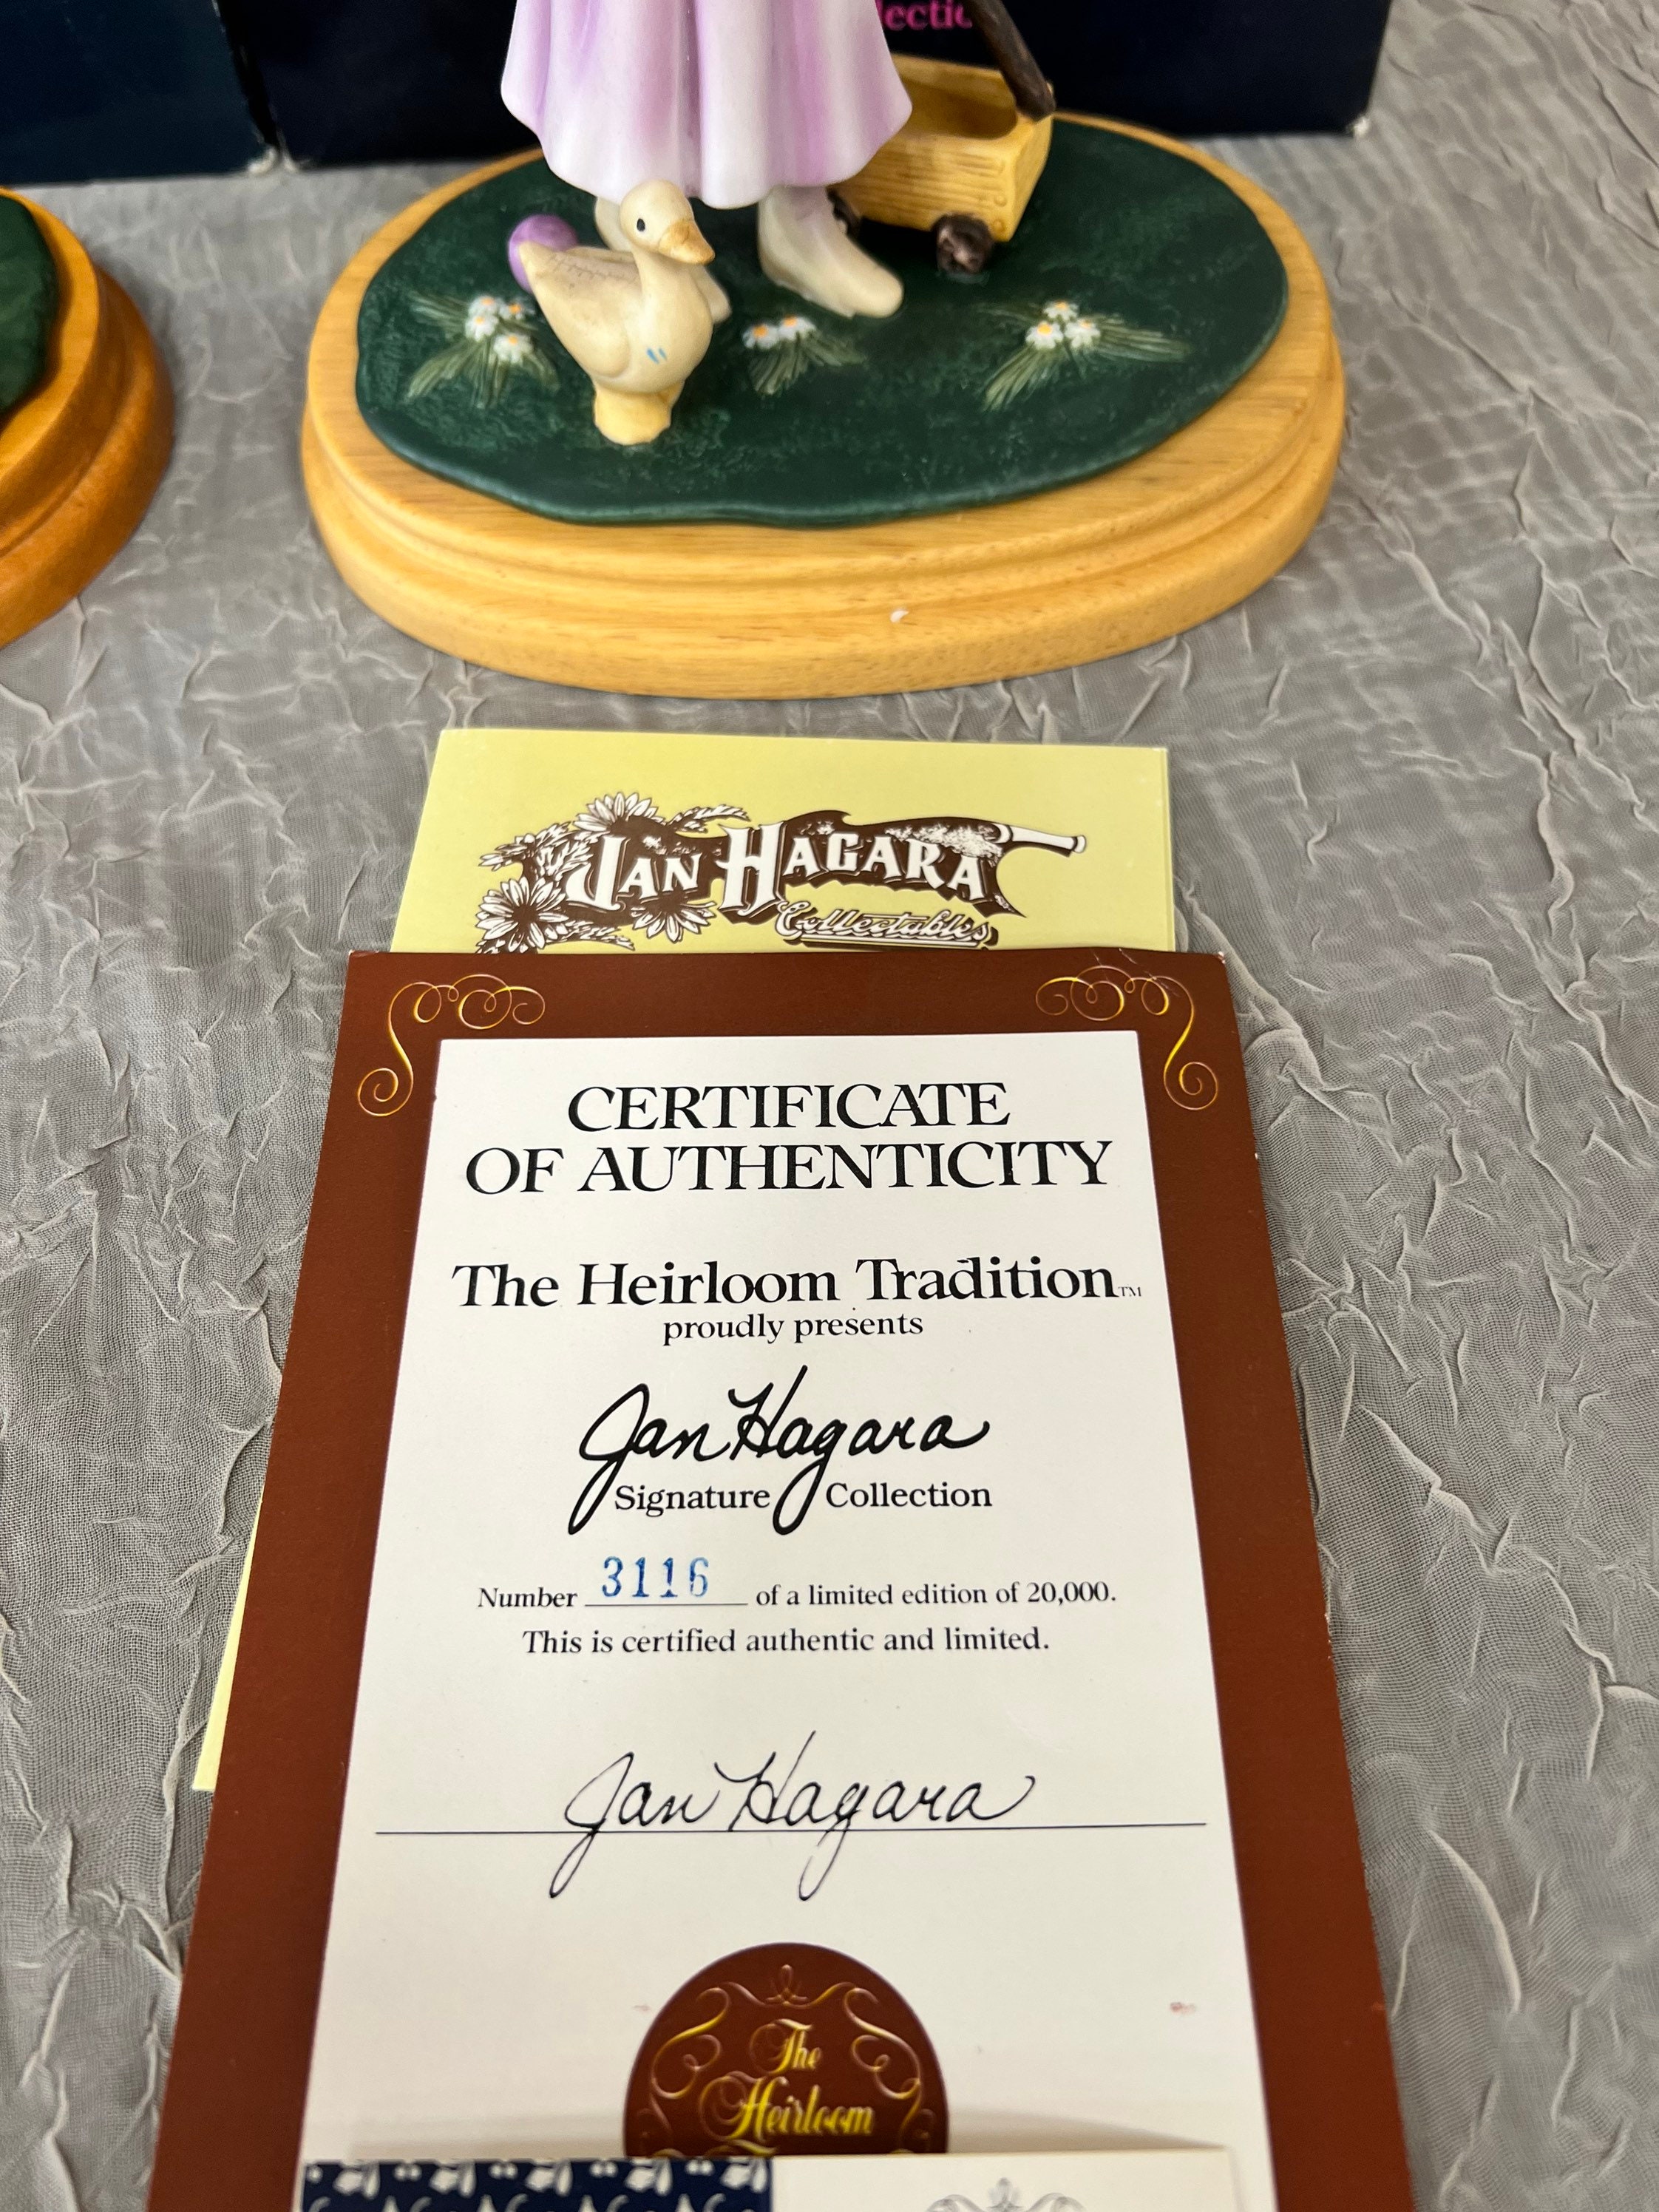 JAN HAGARA
Collectables
CERTIFICATE
OF AUTHENTICITY
The Heirloom Tradition™
proudly presents
Jan Hagara
Signature Collection
Number 3116 of a limited edition of 20,000.
This is certified authentic and limited.
Jan Hagara
The
Heirloom